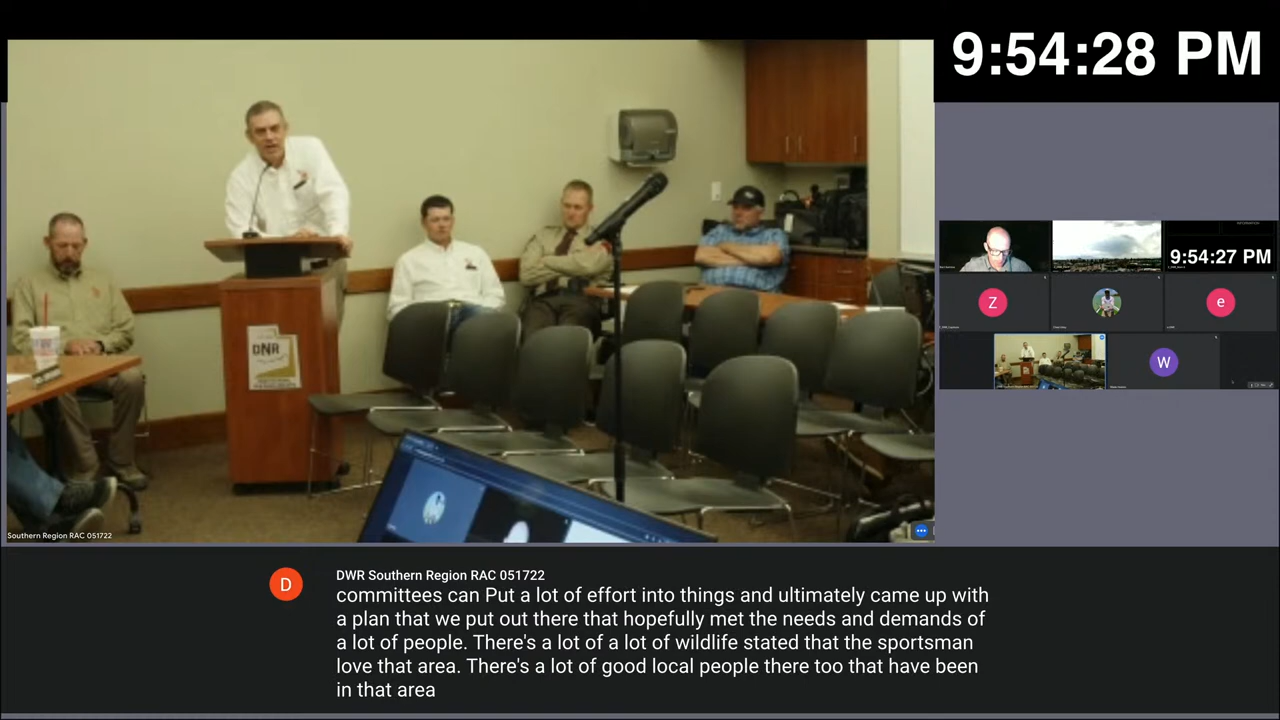 9:54:28 PM
9:54:27 PM
Z
e
W
DNR
Southern Region RAC 051722
D
DWR Southern Region RAC 051722
committees can Put a lot of effort into things and ultimately came up with
a plan that we put out there that hopefully met the needs and demands of
a lot of people. There's a lot of a lot of wildlife stated that the sportsman
love that area. There's a lot of good local people there too that have been
in that area